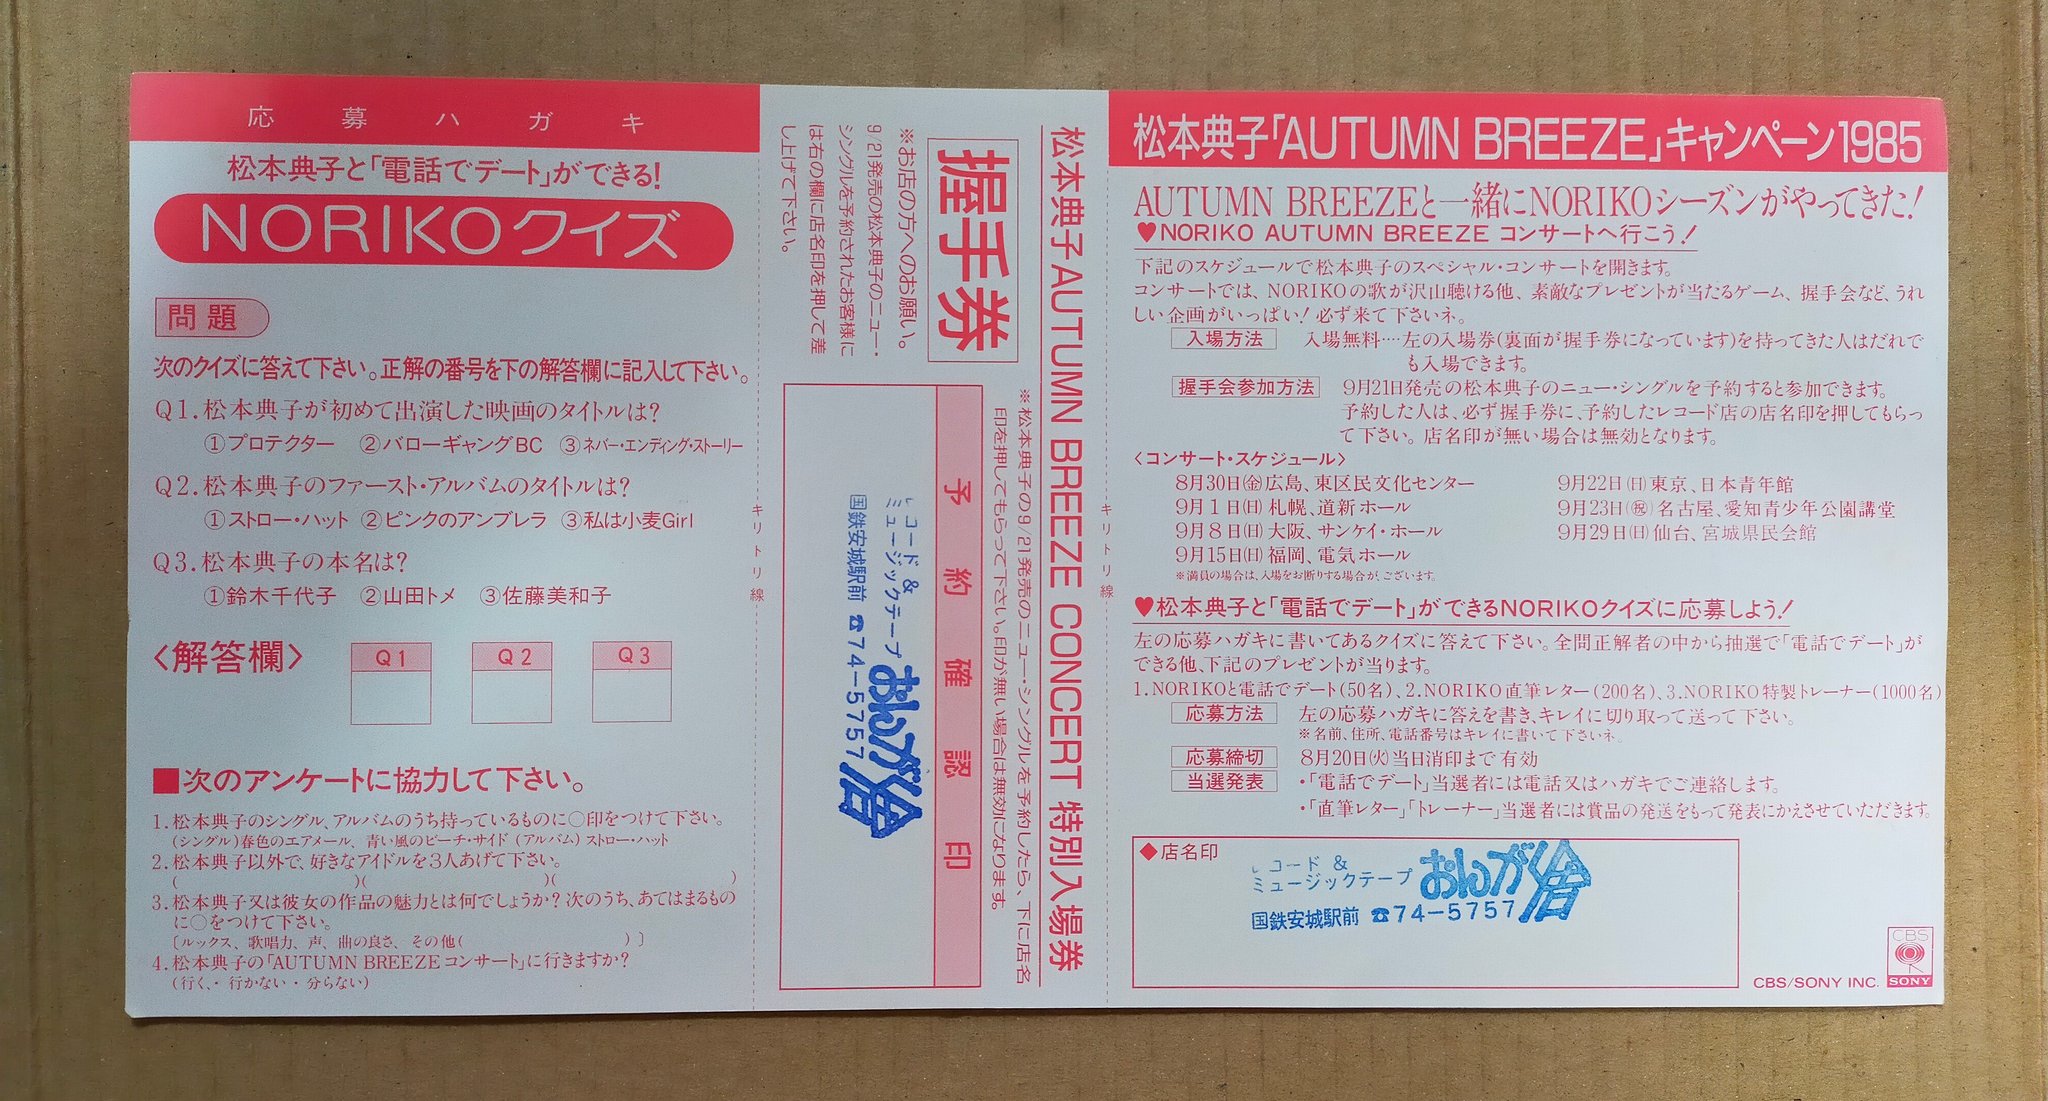 応募ハガキ
松本典子と「電話でデート」ができる!
NORIKOクイズ
問題
次のクイズに答えて下さい。正解の番号を下の解答欄に記入して下さい。
Q1.松本典子が初めて出演した映画のタイトルは?
①プロテクター ②バローギャングBC ③ネバー・エンディング・ストーリー
Q2.松本典子のファースト・アルバムのタイトルは?
①ストロー・ハット ②ピンクのアンブレラ ③私は小麦Girl
Q3.松本典子の本名は?
①鈴木千代子 ②山田トメ ③佐藤美和子
〈解答欄〉 Q1 Q2 Q3
■次のアンケートに協力して下さい。
1.松本典子のシングル、アルバムのうち持っているものに○印をつけて下さい。
(シングル)春色のエアメール、青い風のビーチ・サイド (アルバム)ストロー・ハット
2.松本典子以外で、好きなアイドルを3人あげて下さい。
( )( )( )
3.松本典子又は彼女の作品の魅力とは何でしょうか?次のうち、あてはまるもの
に○をつけて下さい。
〔ルックス、歌唱力、声、曲の良さ、その他( )〕
4.松本典子の「AUTUMN BREEZEコンサート」に行きますか?
(行く、・行かない・分らない)
キリトリ線
松本典子 AUTUMN BREEZE CONCERT 特別入場券
握手券
※お店の方へのお願い。
9/21発売の松本典子のニュー・
シングルを予約されたお客様に
は右の欄に店名印を押して差
し上げて下さい。
※松本典子の9/21発売のニュー・シングルを予約したら、下に店名
印を押してもらって下さい。印が無い場合は無効になります。
予約確認印
レコード&
ミュージックテープ おんがく舎
国鉄安城駅前 ☎74-5757
キリトリ線
松本典子「AUTUMN BREEZE」キャンペーン1985
AUTUMN BREEZEと一緒にNORIKOシーズンがやってきた!
♥NORIKO AUTUMN BREEZE コンサートへ行こう!
下記のスケジュールで松本典子のスペシャル・コンサートを開きます。
コンサートでは、NORIKOの歌が沢山聴ける他、素敵なプレゼントが当たるゲーム、握手会など、うれ
しい企画がいっぱい!必ず来て下さいネ。
入場方法 入場無料‥‥左の入場券(裏面が握手券になっています)を持ってきた人はだれで
も入場できます。
握手会参加方法 9月21日発売の松本典子のニュー・シングルを予約すると参加できます。
予約した人は、必ず握手券に、予約したレコード店の店名印を押してもらっ
て下さい。店名印が無い場合は無効となります。
〈コンサート・スケジュール〉
8月30日㈮広島、東区民文化センター
9月1日㈰札幌、道新ホール
9月8日㈰大阪、サンケイ・ホール
9月15日㈰福岡、電気ホール
9月22日㈰東京、日本青年館
9月23日㈷名古屋、愛知青少年公園講堂
9月29日㈰仙台、宮城県民会館
※満員の場合は、入場をお断りする場合が、ございます。
♥松本典子と「電話でデート」ができるNORIKOクイズに応募しよう!
左の応募ハガキに書いてあるクイズに答えて下さい。全問正解者の中から抽選で「電話でデート」が
できる他、下記のプレゼントが当ります。
1.NORIKOと電話でデート(50名)、2.NORIKO直筆レター(200名)、3.NORIKO特製トレーナー(1000名)
応募方法 左の応募ハガキに答えを書き、キレイに切り取って送って下さい。
※名前、住所、電話番号はキレイに書いて下さいネ。
応募締切 8月20日㈫当日消印まで有効
当選発表 ・「電話でデート」当選者には電話又はハガキでご連絡します。
・「直筆レター」「トレーナー」当選者には賞品の発送をもって発表にかえさせていただきます。
◆店名印
レコード&
ミュージックテープ おんがく舎
国鉄安城駅前 ☎74-5757
CBS/SONY INC.
CBS
SONY